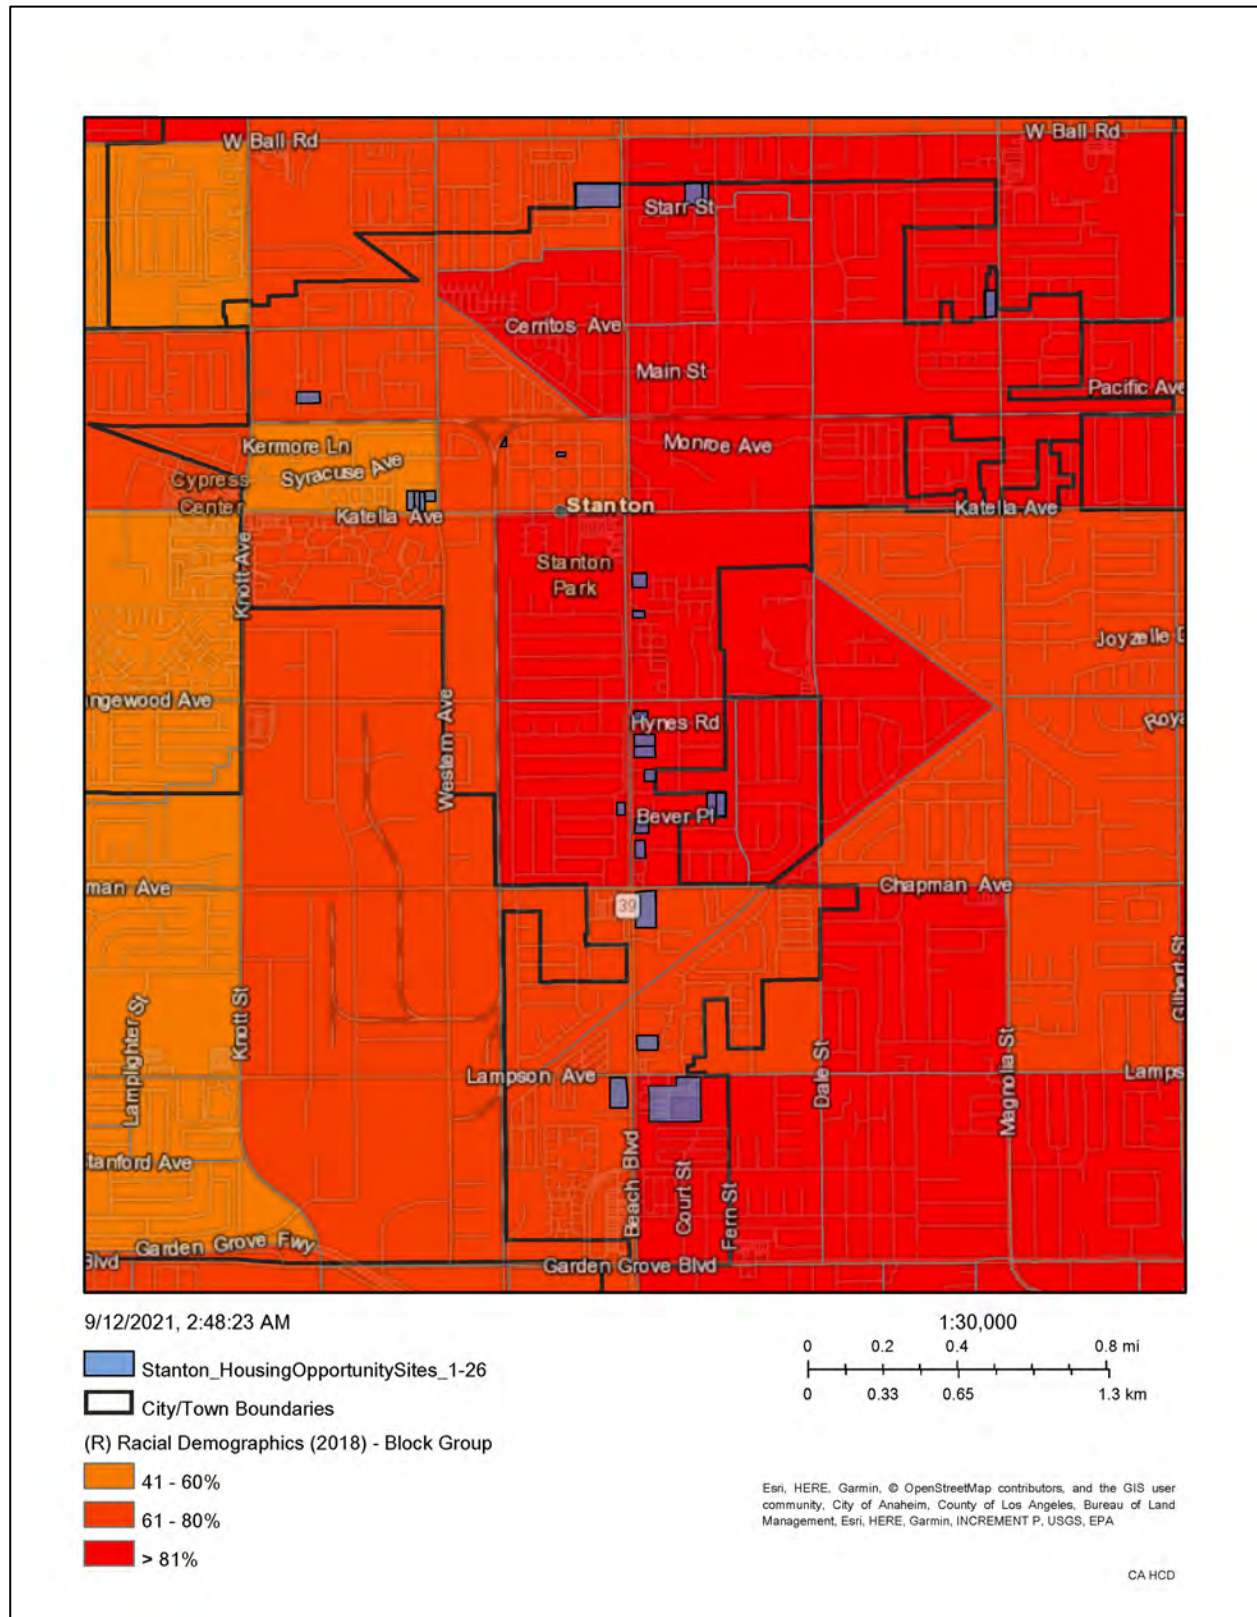 W Ball Rd
W Ball Rd
Starr St
Cerritos Ave
Main St
Pacific Ave
Kermore Ln
Monroe Ave
Syracuse Ave
Cypress
Center
Katella Ave
Stanton
Katella Ave
Stanton
Park
Knott Ave
Joyzelle D
ngewood Ave
Western Ave
Hynes Rd
Roya
Bever Pl
man Ave
Chapman Ave
39
Gilbert St
Lamplighter St
Knott St
Lampson Ave
Dale St
Magnolia St
Lamps
Stanford Ave
Beach Blvd
Court St
Fern St
Garden Grove Fwy
Blvd
Garden Grove Blvd
9/12/2021, 2:48:23 AM
1:30,000
0 0.2 0.4 0.8 mi
0 0.33 0.65 1.3 km
Stanton_HousingOpportunitySites_1-26
City/Town Boundaries
(R) Racial Demographics (2018) - Block Group
41 - 60%
61 - 80%
> 81%
Esri, HERE, Garmin, © OpenStreetMap contributors, and the GIS user
community, City of Anaheim, County of Los Angeles, Bureau of Land
Management, Esri, HERE, Garmin, INCREMENT P, USGS, EPA
CA HCD